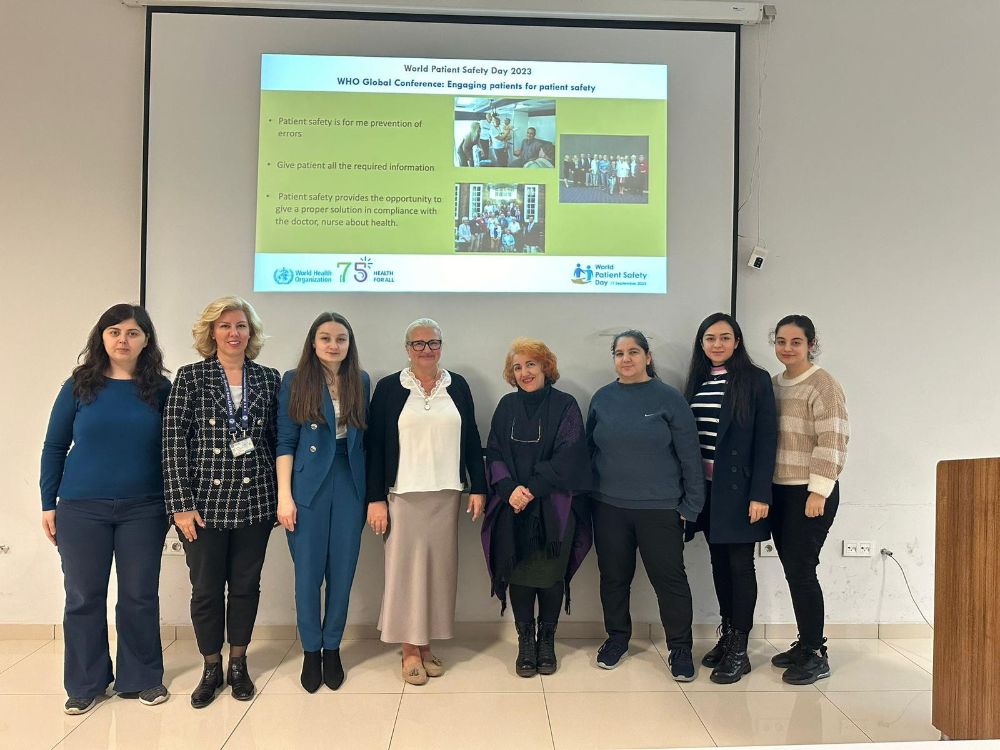 World Patient Safety Day 2023
WHO Global Conference: Engaging patients for patient safety
• Patient safety is for me prevention of
errors
• Give patient all the required information
• Patient safety provides the opportunity to
give a proper solution in compliance with
the doctor, nurse about health.
World Health
Organization
75
HEALTH
FOR ALL
World
Patient Safety
Day 17 September 2023
KATRAN